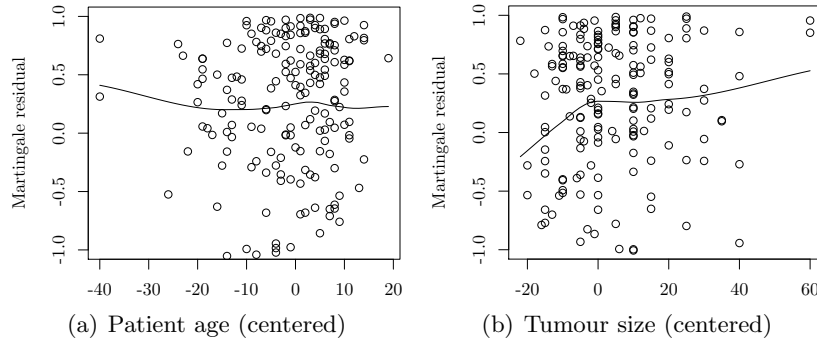 Martingale residual
1.0
0.5
0.0
-0.5
-1.0
-40 -30 -20 -10 0 10 20
(a) Patient age (centered)
Martingale residual
1.0
0.5
0.0
-0.5
-1.0
-20 0 20 40 60
(b) Tumour size (centered)